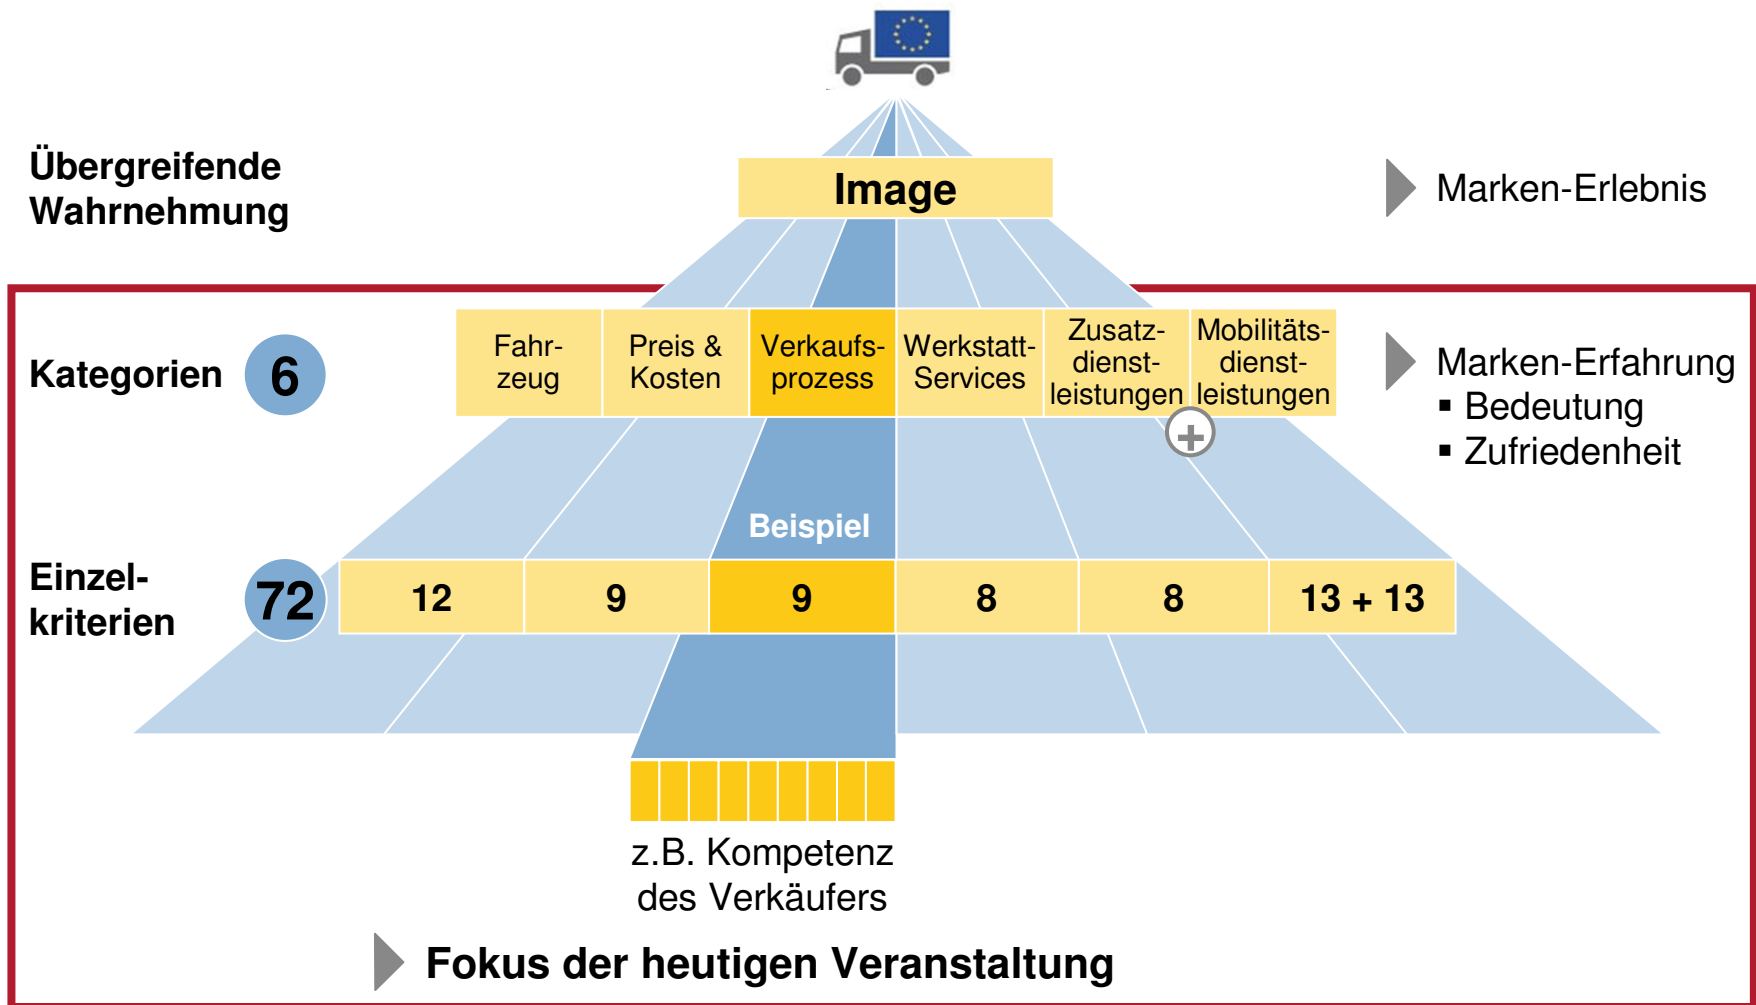 Übergreifende
Wahrnehmung
Image
Marken-Erlebnis
Kategorien
6
Fahr-
zeug
Preis &
Kosten
Verkaufs-
prozess
Werkstatt-
Services
Zusatz-
dienst-
leistungen
Mobilitäts-
dienst-
leistungen
+
Marken-Erfahrung
▪ Bedeutung
▪ Zufriedenheit
Beispiel
Einzel-
kriterien
72
12
9
9
8
8
13 + 13
z.B. Kompetenz
des Verkäufers
Fokus der heutigen Veranstaltung